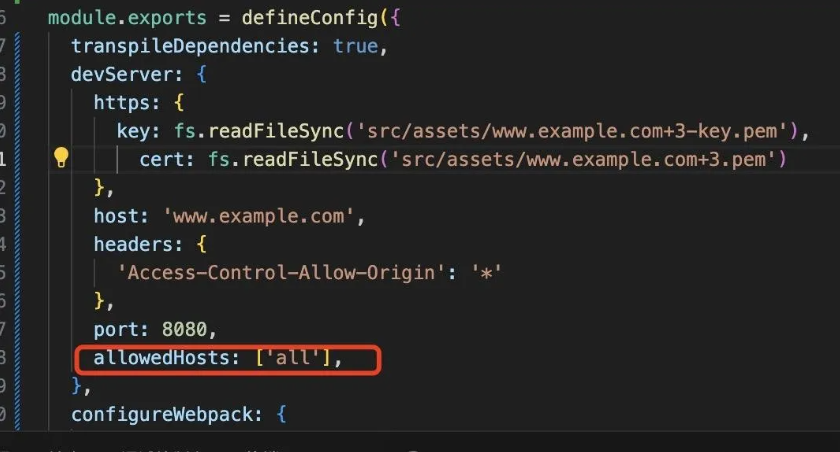 module.exports = defineConfig({
transpileDependencies: true,
devServer: {
https: {
key: fs.readFileSync('src/assets/www.example.com+3-key.pem'),
cert: fs.readFileSync('src/assets/www.example.com+3.pem')
},
host: 'www.example.com',
headers: {
'Access-Control-Allow-Origin': '*'
},
port: 8080,
allowedHosts: ['all'],
},
configureWebpack: {